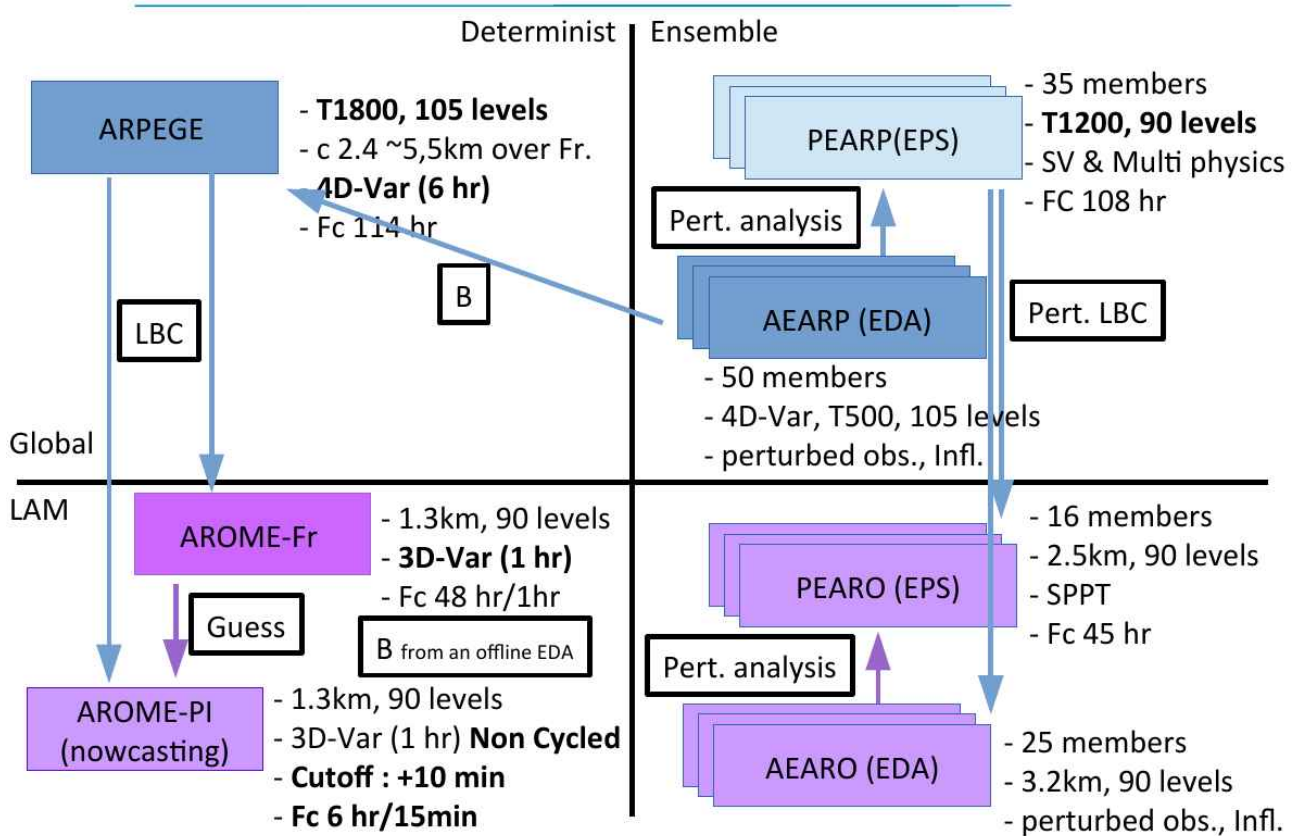 Determinist
Ensemble
ARPEGE
- T1800, 105 levels
- c 2.4 ~5,5km over Fr.
- 4D-Var (6 hr)
- Fc 114 hr
PEARP(EPS)
- 35 members
- T1200, 90 levels
- SV & Multi physics
- FC 108 hr
Pert. analysis
B
LBC
AEARP (EDA)
Pert. LBC
- 50 members
- 4D-Var, T500, 105 levels
- perturbed obs., Infl.
Global
LAM
AROME-Fr
- 1.3km, 90 levels
- 3D-Var (1 hr)
- Fc 48 hr/1hr
Guess
B from an offline EDA
AROME-PI
(nowcasting)
- 1.3km, 90 levels
- 3D-Var (1 hr) Non Cycled
- Cutoff : +10 min
- Fc 6 hr/15min
PEARO (EPS)
- 16 members
- 2.5km, 90 levels
- SPPT
- Fc 45 hr
Pert. analysis
AEARO (EDA)
- 25 members
- 3.2km, 90 levels
- perturbed obs., Infl.